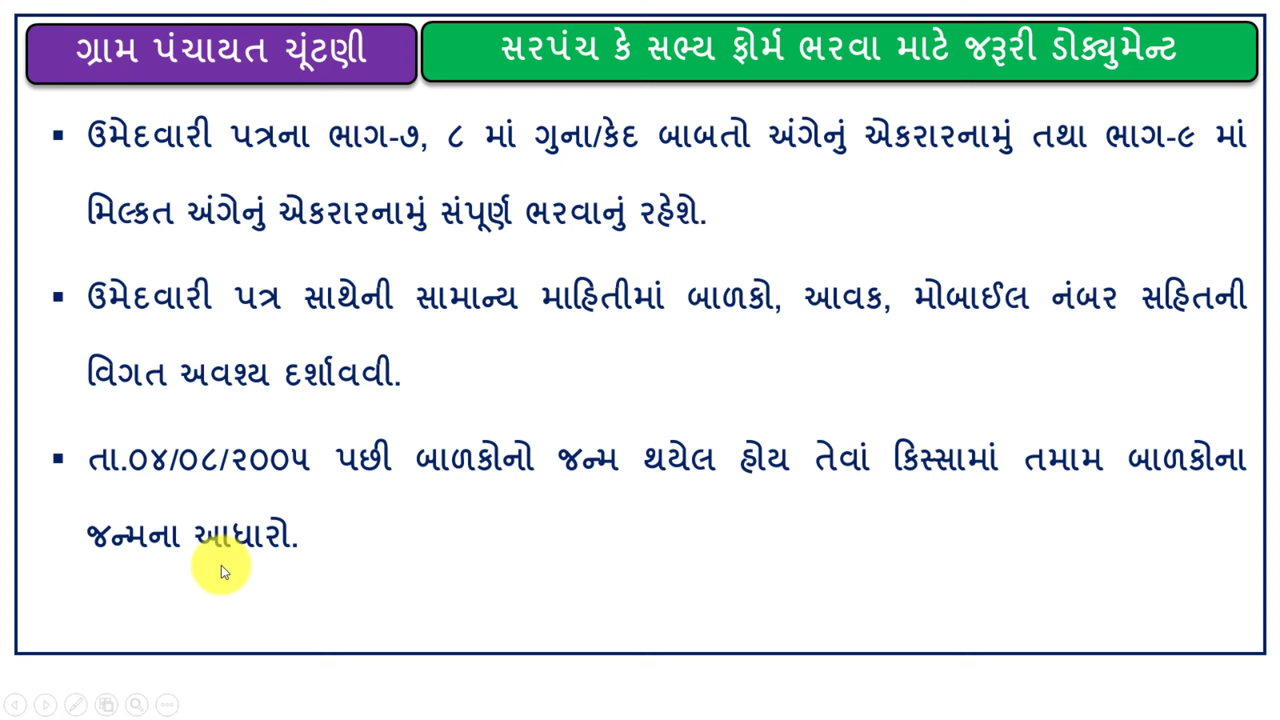 ગ્રામ પંચાયત ચૂંટણી
સરપંચ કે સભ્ય ફોર્મ ભરવા માટે જરૂરી ડોક્યુમેન્ટ
▪ ઉમેદવારી પત્રના ભાગ-૭, ૮ માં ગુના/કેદ બાબતો અંગેનું એકરારનામું તથા ભાગ-૯ માં
મિલ્કત અંગેનું એકરારનામું સંપૂર્ણ ભરવાનું રહેશે.
▪ ઉમેદવારી પત્ર સાથેની સામાન્ય માહિતીમાં બાળકો, આવક, મોબાઈલ નંબર સહિતની
વિગત અવશ્ય દર્શાવવી.
▪ તા.૦૪/૦૮/૨૦૦૫ પછી બાળકોનો જન્મ થયેલ હોય તેવાં કિસ્સામાં તમામ બાળકોના
જન્મના આધારો.